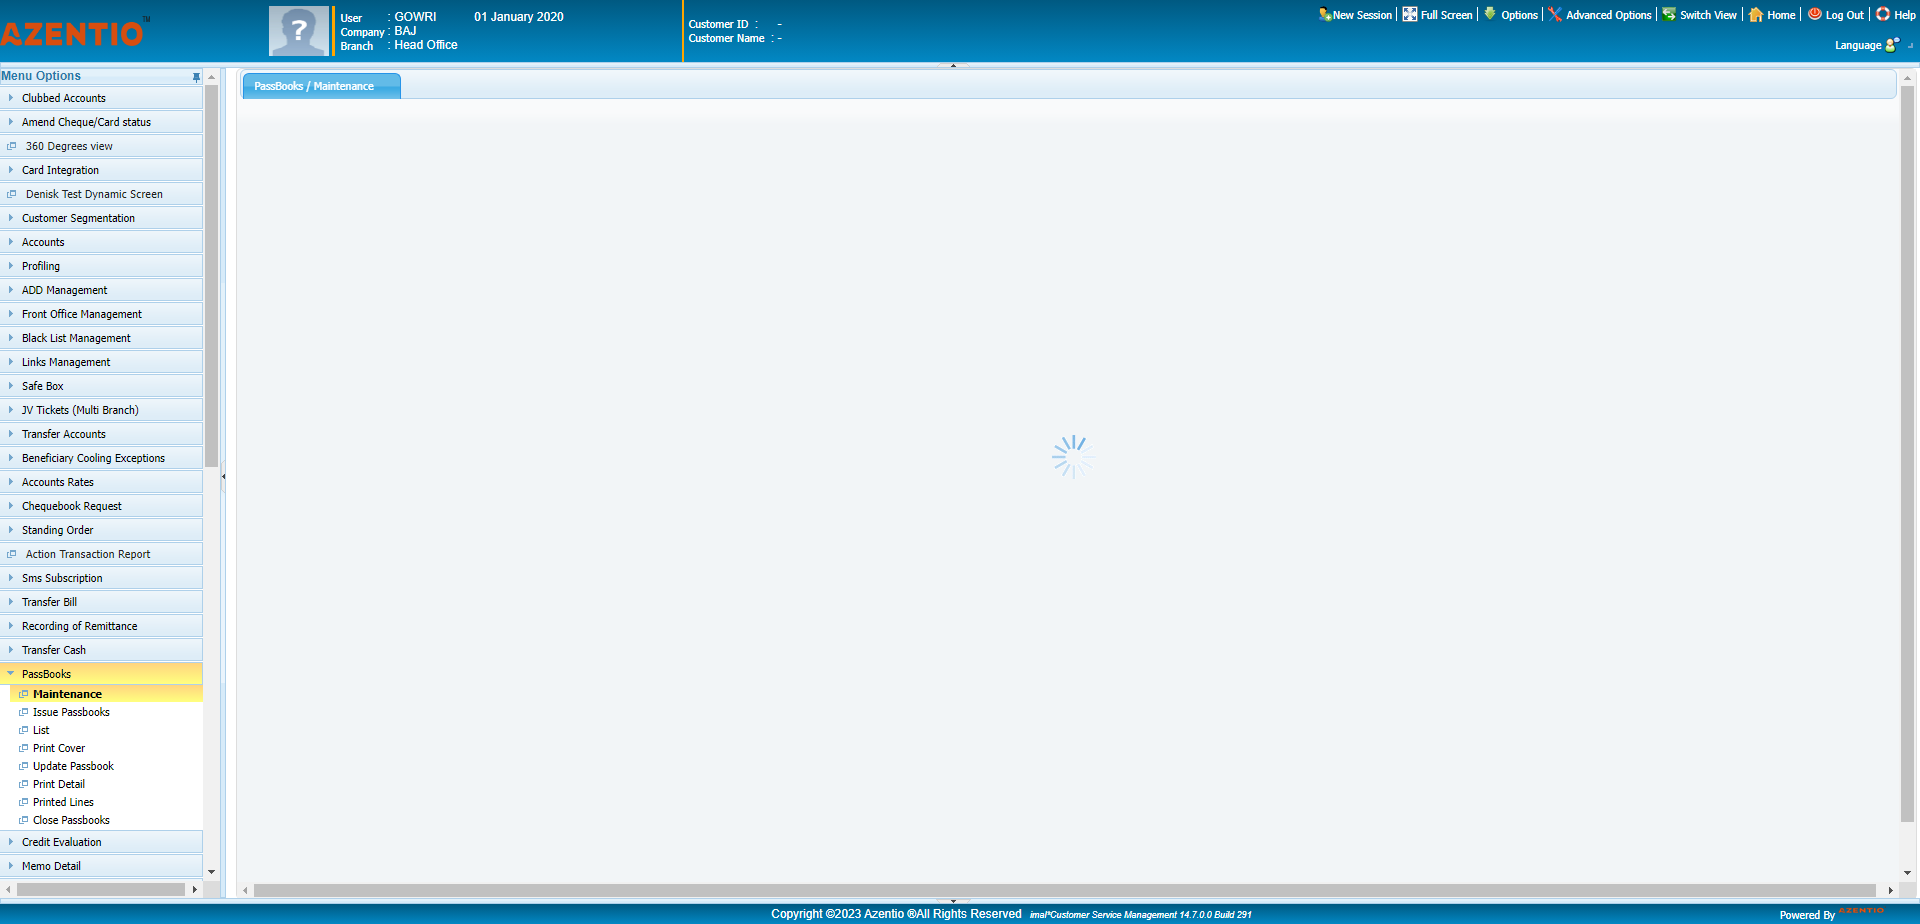 AZENTIO™
User : GOWRI 01 January 2020
Company : BAJ
Branch : Head Office
Customer ID : -
Customer Name : -
New Session | Full Screen | Options | Advanced Options | Switch View | Home | Log Out | Help
Language
Menu Options
Clubbed Accounts
Amend Cheque/Card status
360 Degrees view
Card Integration
Denisk Test Dynamic Screen
Customer Segmentation
Accounts
Profiling
ADD Management
Front Office Management
Black List Management
Links Management
Safe Box
JV Tickets (Multi Branch)
Transfer Accounts
Beneficiary Cooling Exceptions
Accounts Rates
Chequebook Request
Standing Order
Action Transaction Report
Sms Subscription
Transfer Bill
Recording of Remittance
Transfer Cash
PassBooks
Maintenance
Issue Passbooks
List
Print Cover
Update Passbook
Print Detail
Printed Lines
Close Passbooks
Credit Evaluation
Memo Detail
PassBooks / Maintenance
Copyright ©2023 Azentio ®All Rights Reserved imal*Customer Service Management 14.7.0.0 Build 291
Powered By AZENTIO